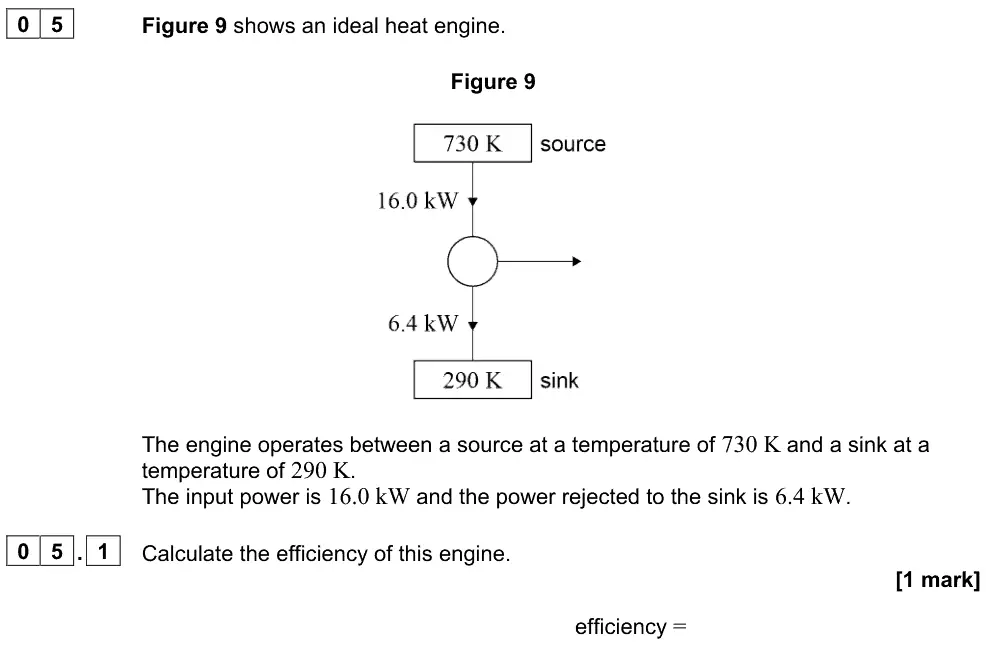 0 5 Figure 9 shows an ideal heat engine.
Figure 9
730 K source
16.0 kW
6.4 kW
290 K sink
The engine operates between a source at a temperature of 730 K and a sink at a
temperature of 290 K.
The input power is 16.0 kW and the power rejected to the sink is 6.4 kW.
0 5 . 1 Calculate the efficiency of this engine.
[1 mark]
efficiency =